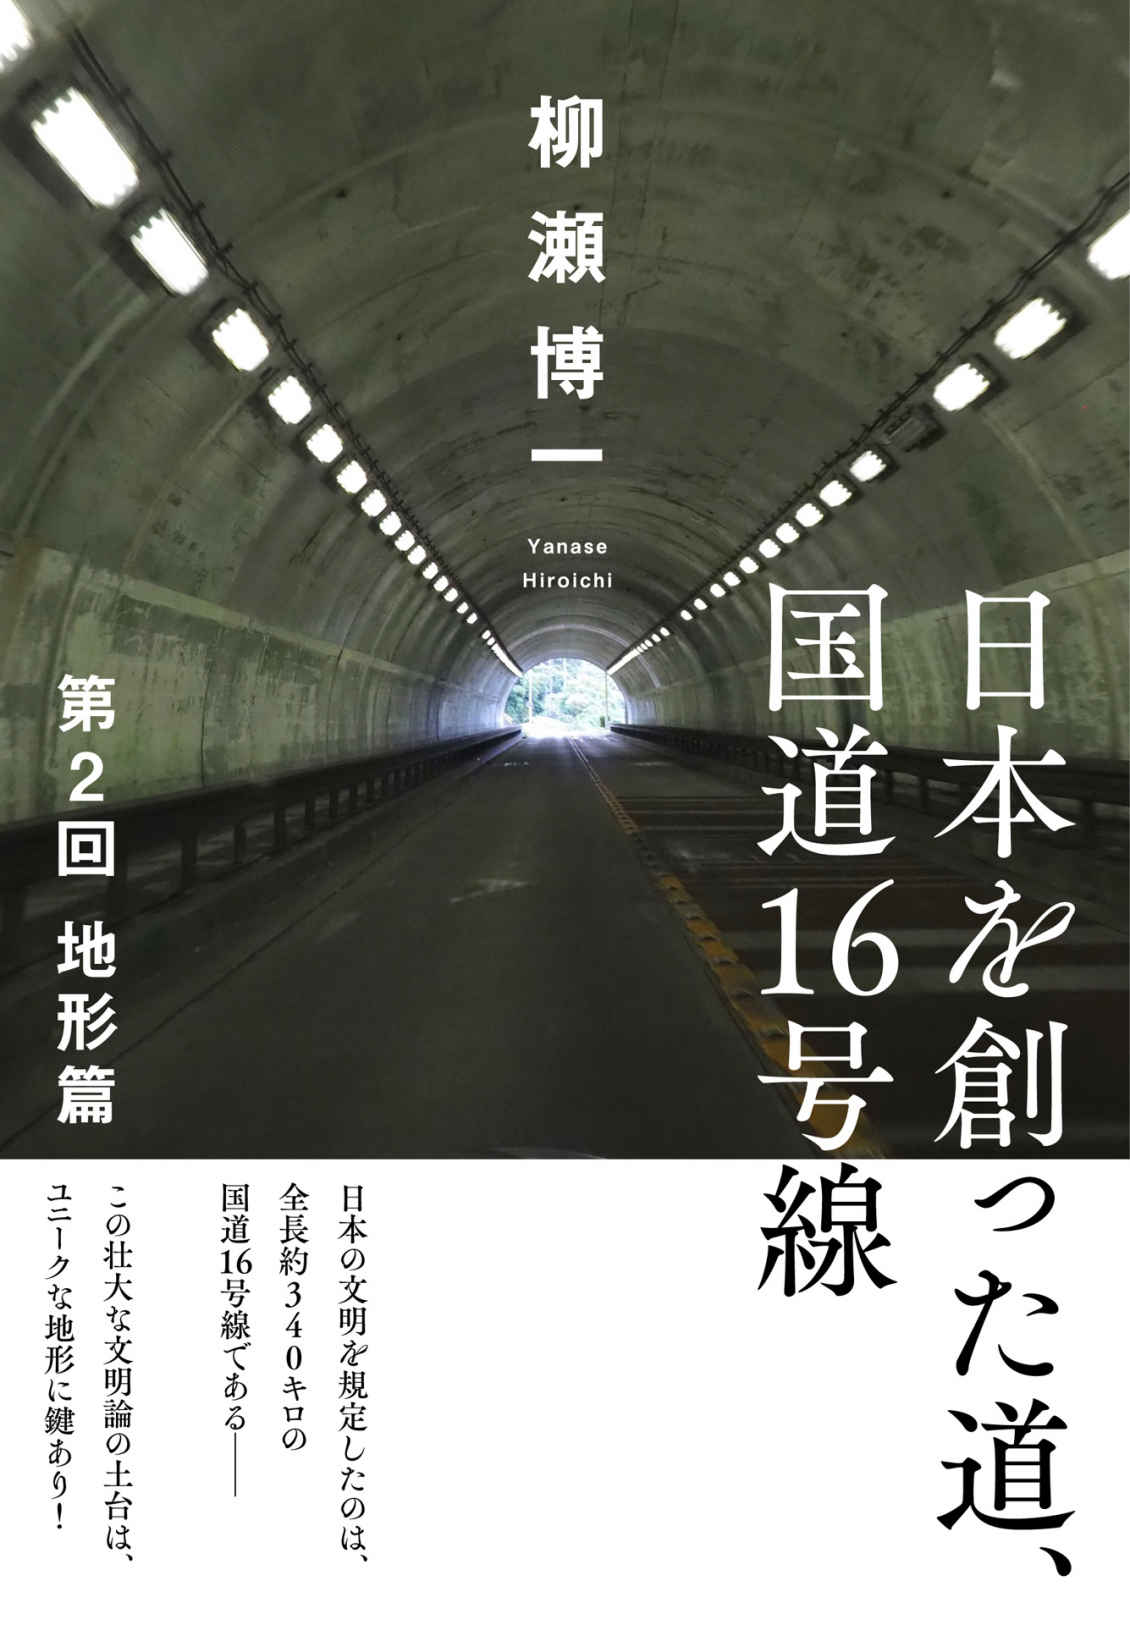 柳瀬博一
Yanase
Hiroichi
日本を創った道、
国道16号線
第2回 地形篇
日本の文明を規定したのは、
全長約340キロの
国道16号線である――
この壮大な文明論の土台は、
ユニークな地形に鍵あり！